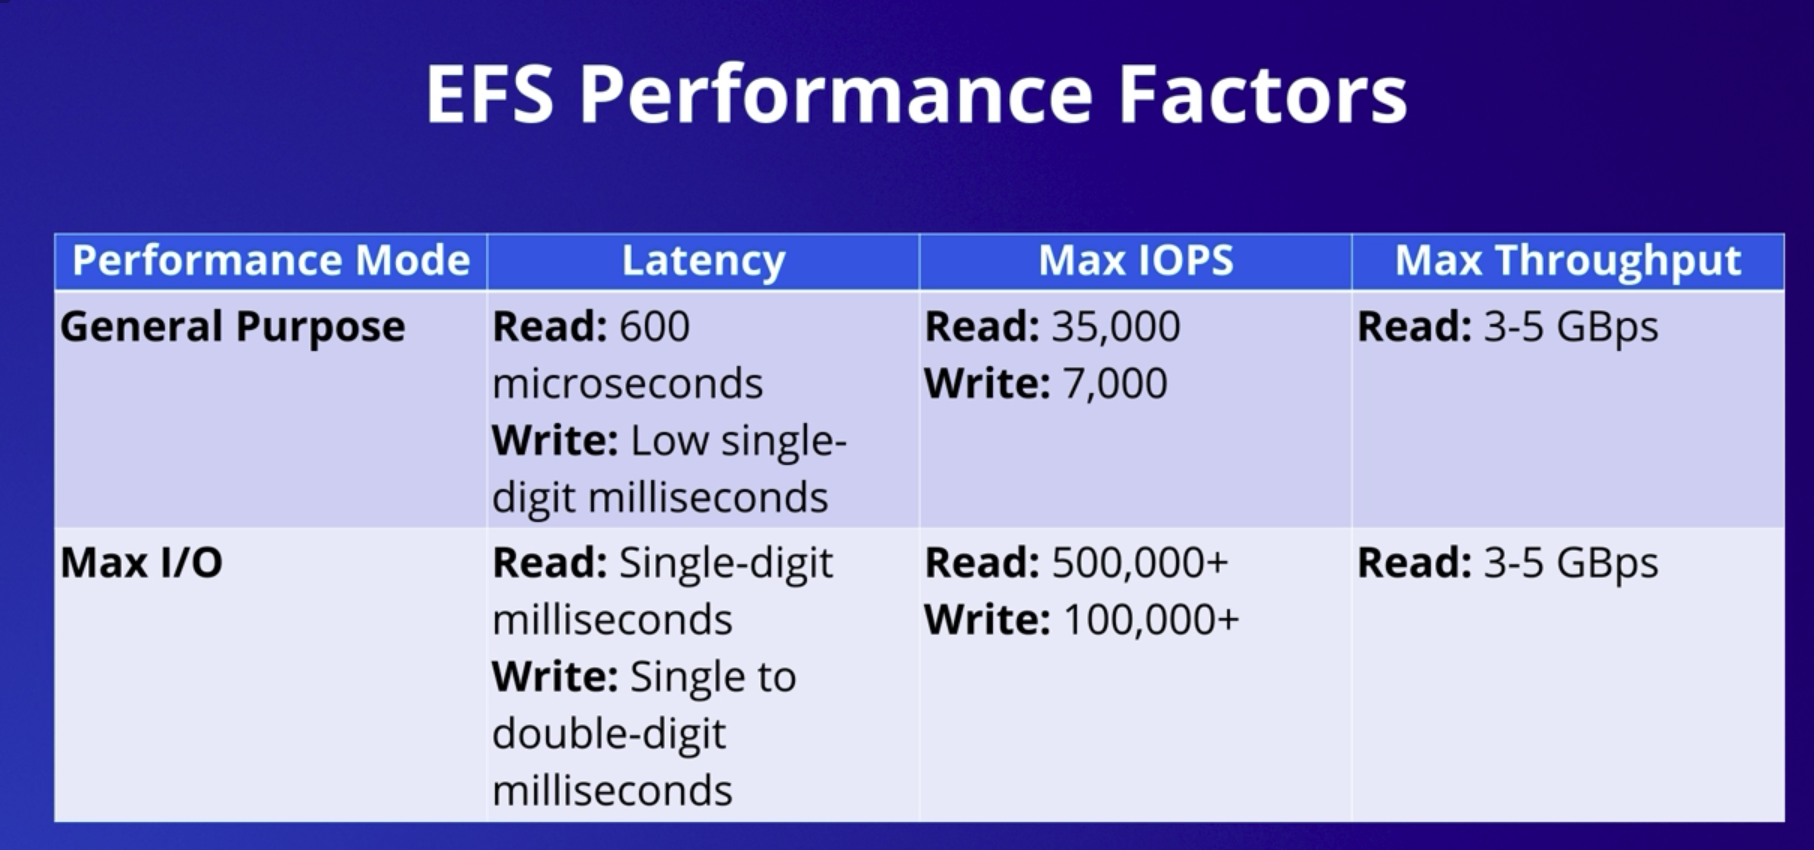 EFS Performance Factors
Performance Mode
Latency
Max IOPS
Max Throughput
General Purpose
Read: 600
microseconds
Write: Low single-
digit milliseconds
Read: 35,000
Write: 7,000
Read: 3-5 GBps
Max I/O
Read: Single-digit
milliseconds
Write: Single to
double-digit
milliseconds
Read: 500,000+
Write: 100,000+
Read: 3-5 GBps